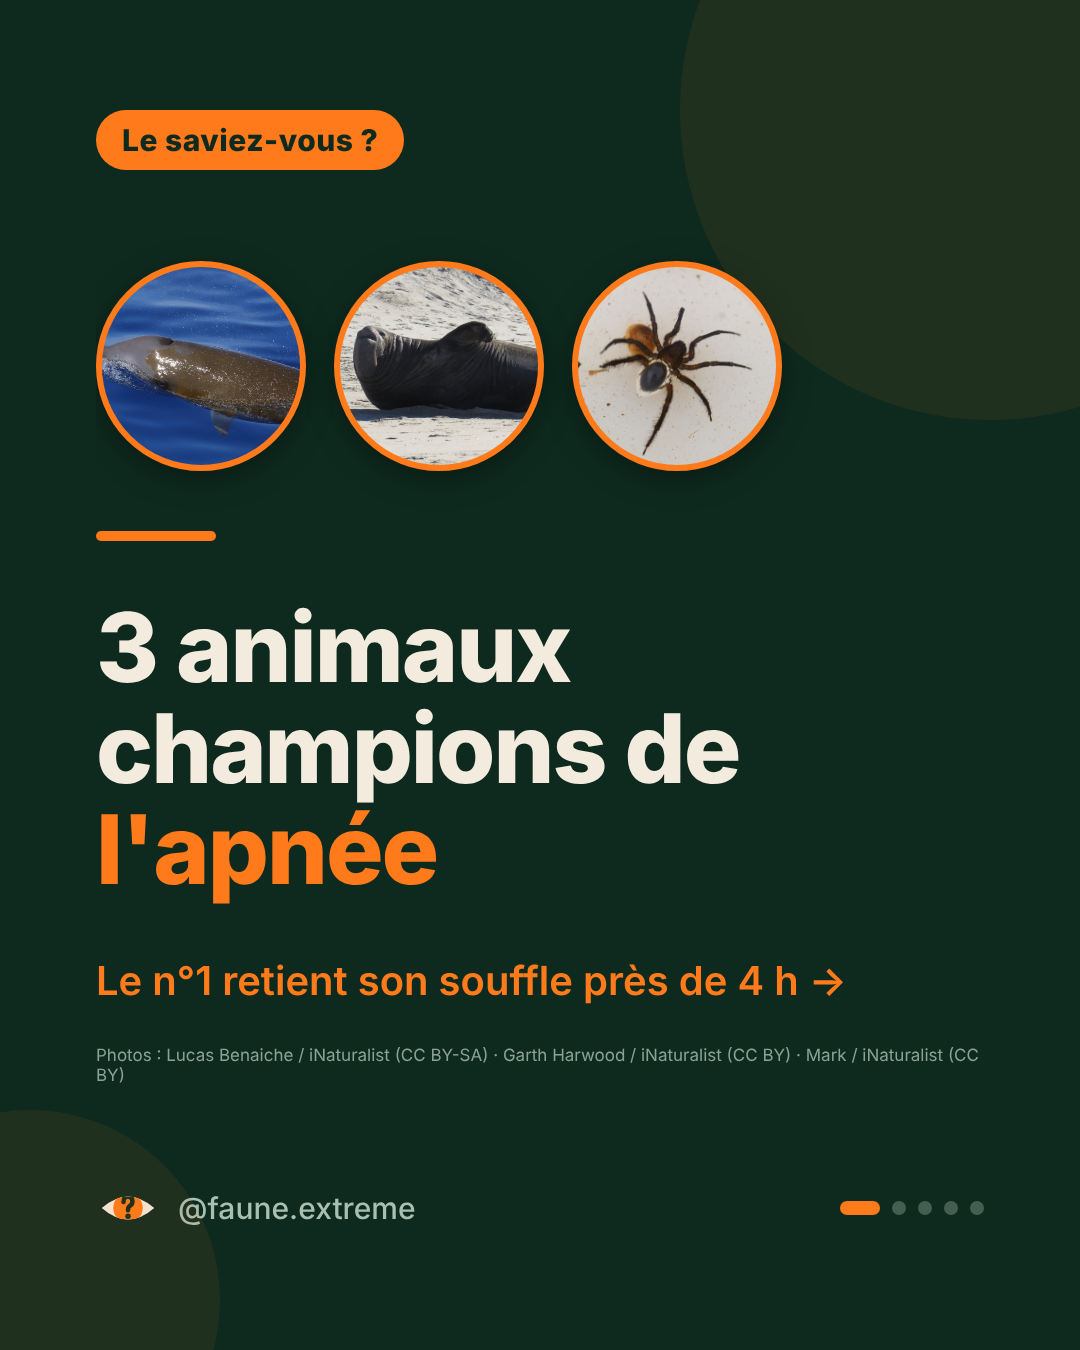 Le saviez-vous ?
3 animaux
champions de
l'apnée
Le n°1 retient son souffle près de 4 h →
Photos : Lucas Benaiche / iNaturalist (CC BY-SA) · Garth Harwood / iNaturalist (CC BY) · Mark / iNaturalist (CC
BY)
?
@faune.extreme